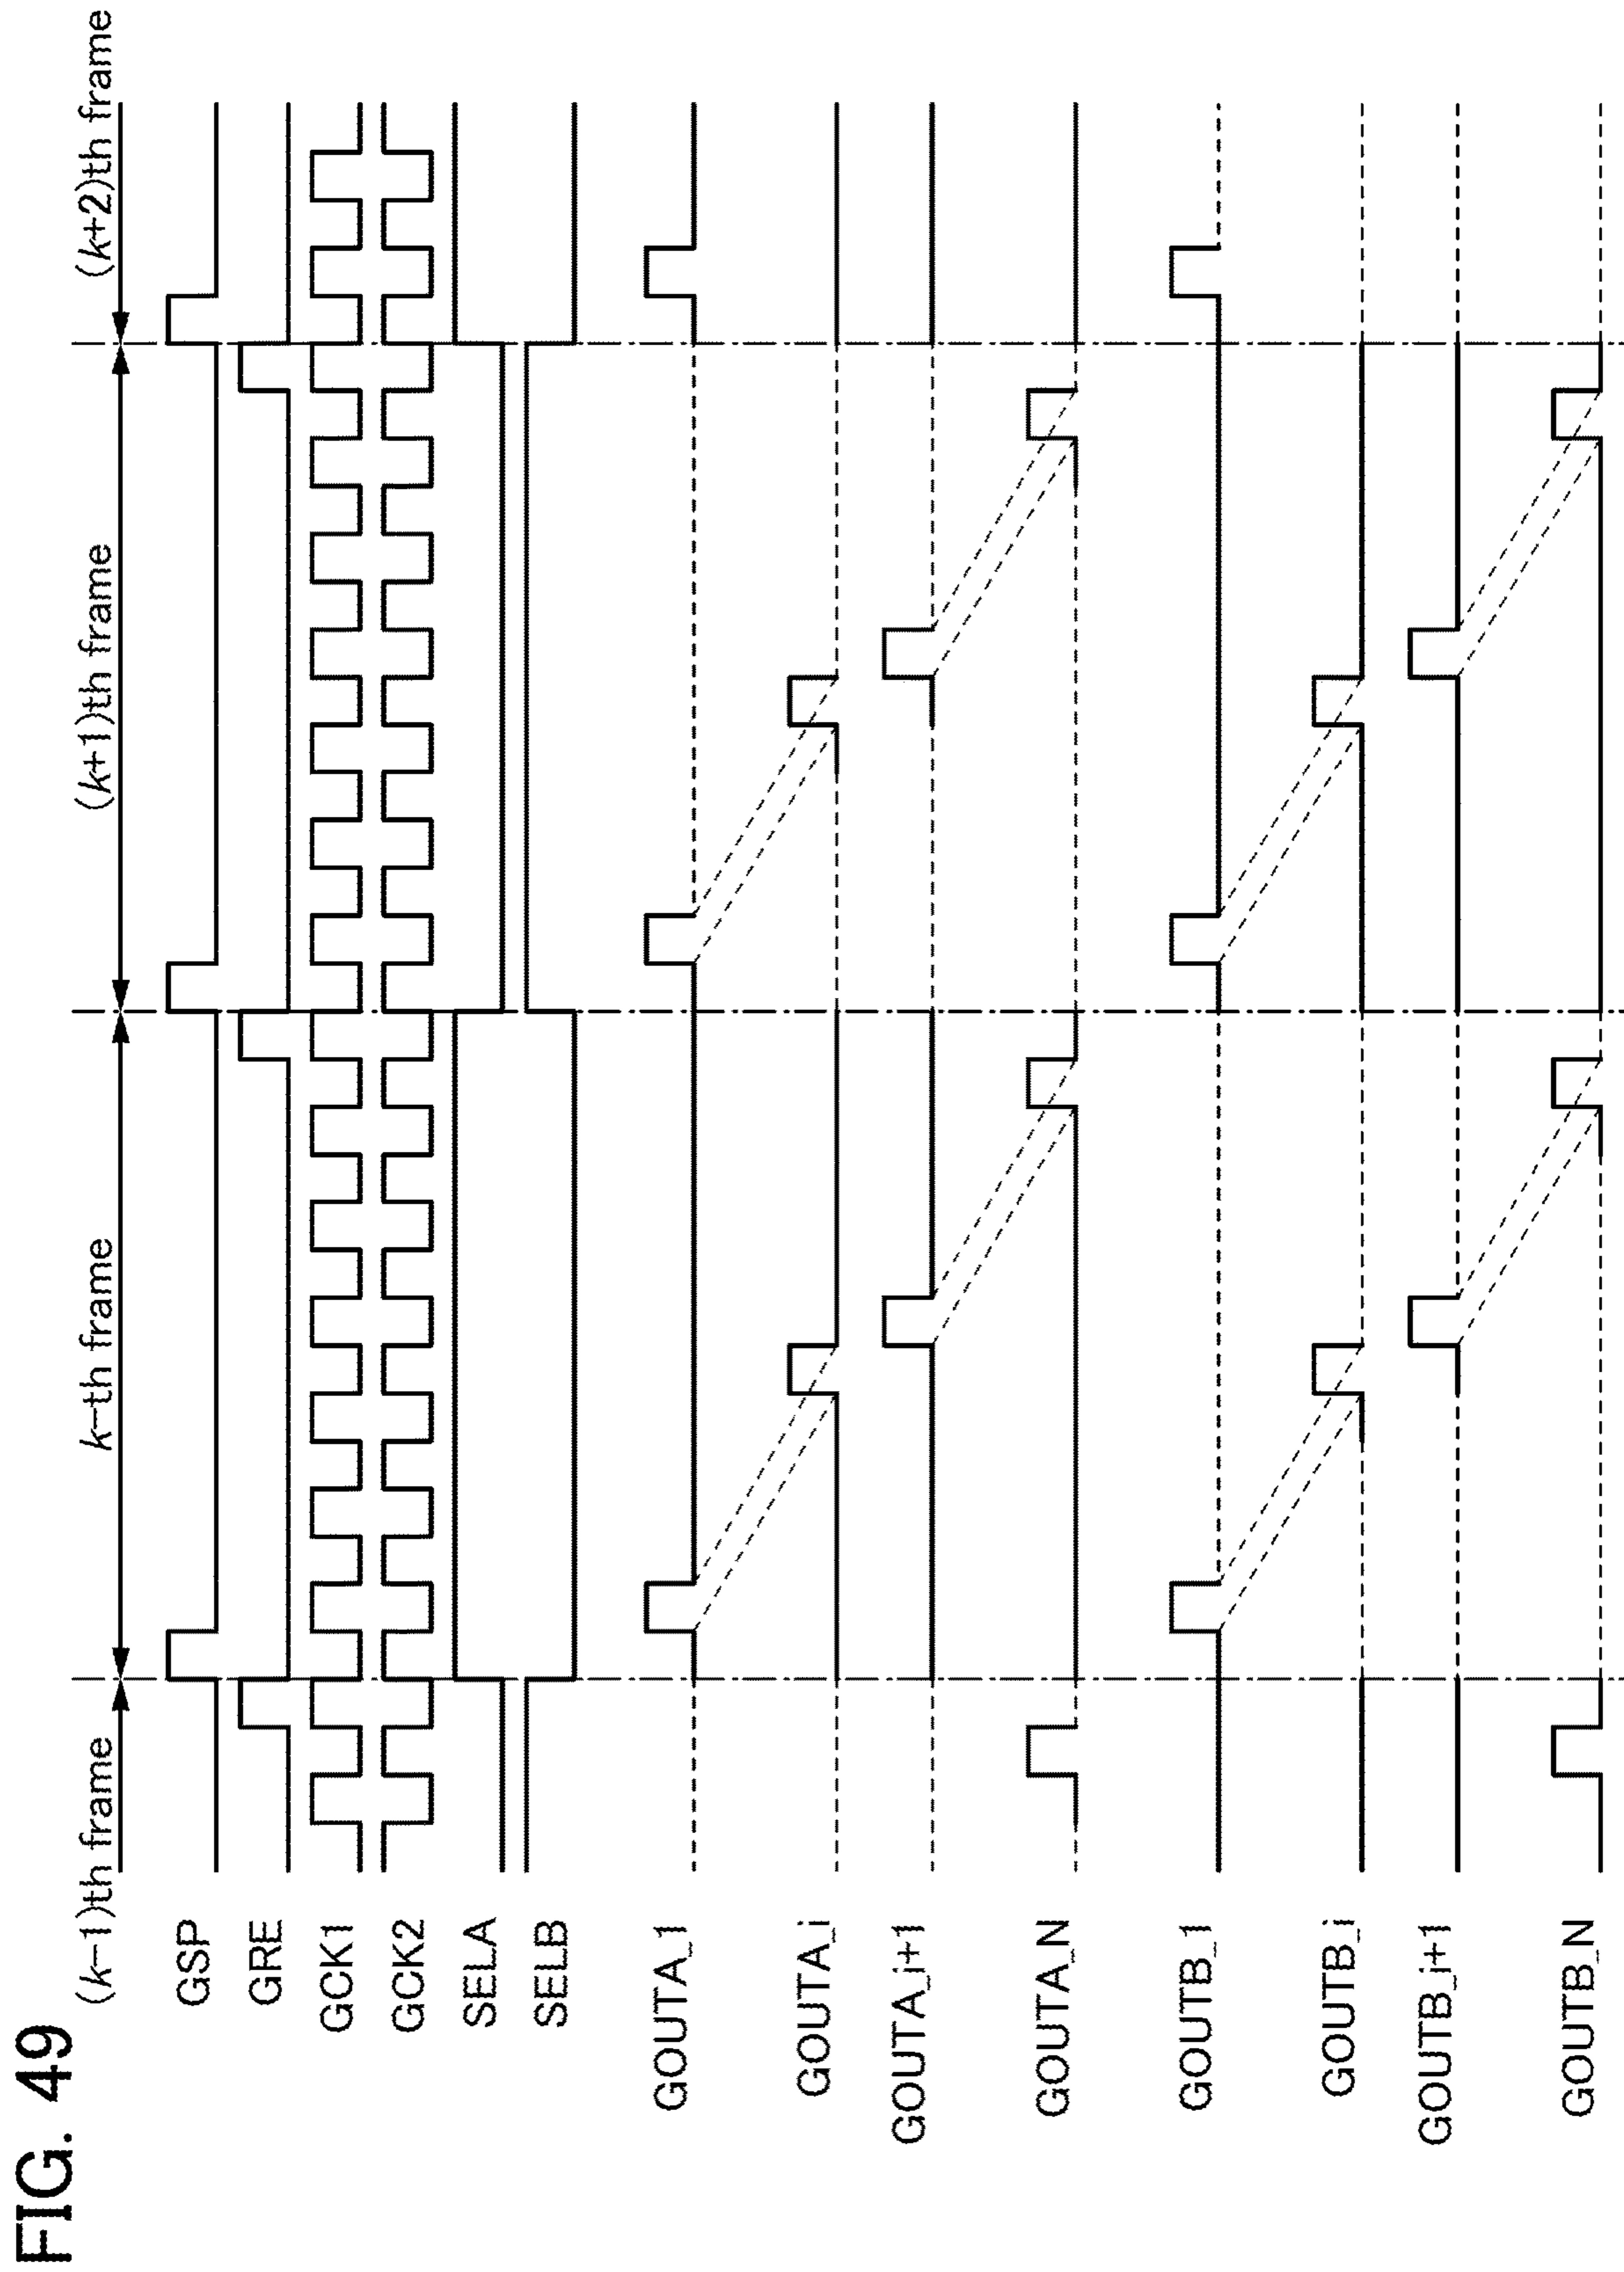 FIG. 49
(k-1)th frame
k-th frame
(k+1)th frame
(k+2)th frame
GSP
GRE
GCK1
GCK2
SELA
SELB
GOUTA_1
GOUTA_i
GOUTA_i+1
GOUTA_N
GOUTB_1
GOUTB_i
GOUTB_i+1
GOUTB_N